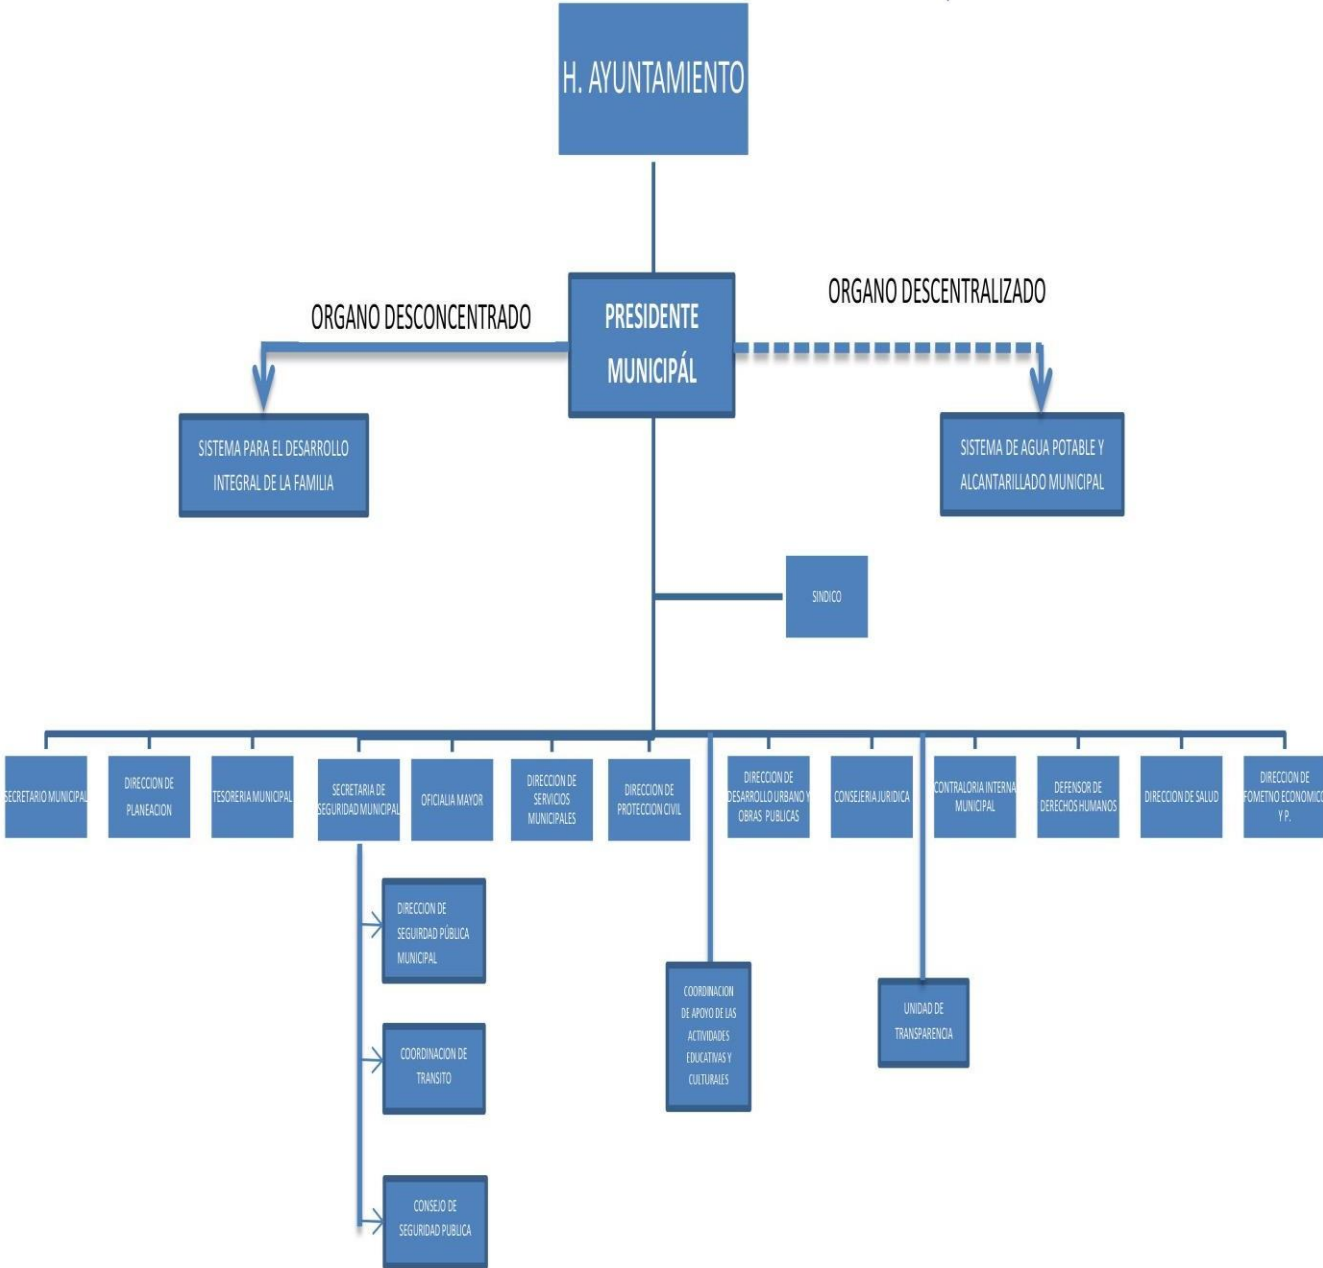 H. AYUNTAMIENTO
ORGANO DESCONCENTRADO
PRESIDENTE
MUNICIPÁL
ORGANO DESCENTRALIZADO
SISTEMA PARA EL DESARROLLO
INTEGRAL DE LA FAMILIA
SISTEMA DE AGUA POTABLE Y
ALCANTARILLADO MUNICIPAL
SINDICO
SECRETARIO MUNICIPAL
DIRECCION DE
PLANEACION
TESORERIA MUNICIPAL
SECRETARIA DE
SEGURIDAD MUNICIPAL
OFICIALIA MAYOR
DIRECCION DE
SERVICIOS
MUNICIPALES
DIRECCION DE
PROTECCION CIVIL
DIRECCION DE
DESARROLLO URBANO Y
OBRAS PUBLICAS
CONSEJERIA JURIDICA
CONTRALORIA INTERNA
MUNICIPAL
DEFENSOR DE
DERECHOS HUMANOS
DIRECCION DE SALUD
DIRECCION DE
FOMETNO ECONOMICO
Y P.
DIRECCION DE
SEGUIRDAD PÚBLICA
MUNICIPAL
COORDINACION DE
TRANSITO
CONSEJO DE
SEGURIDAD PUBLICA
COORDINACION
DE APOYO DE LAS
ACTIVIDADES
EDUCATIVAS Y
CULTURALES
UNIDAD DE
TRANSPARENCIA